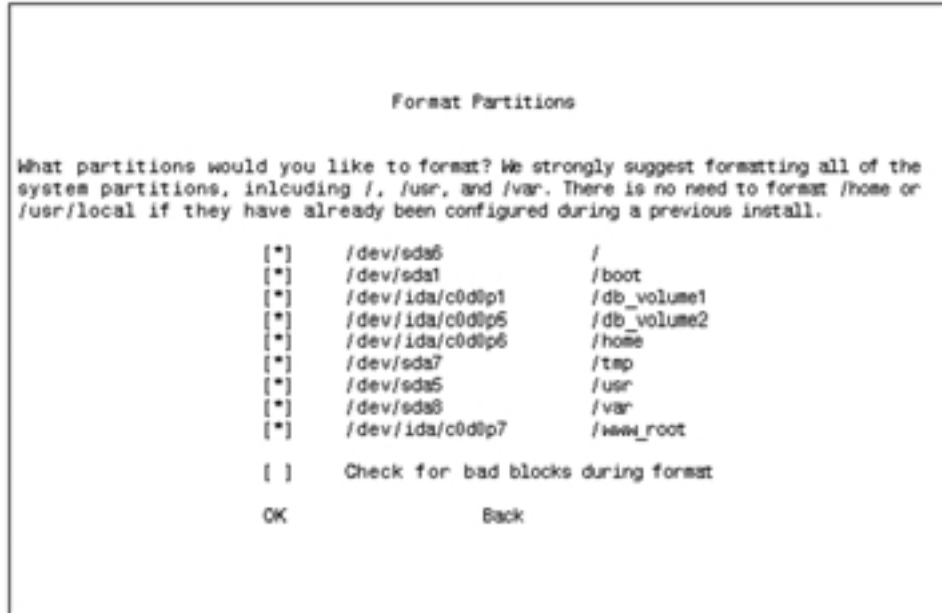 Format Partitions
What partitions would you like to format? We strongly suggest formatting all of the
system partitions, inlcuding /, /usr, and /var. There is no need to format /home or
/usr/local if they have already been configured during a previous install.
[*] /dev/sda6 /
[*] /dev/sda1 /boot
[*] /dev/ida/c0d0p1 /db_volume1
[*] /dev/ida/c0d0p5 /db_volume2
[*] /dev/ida/c0d0p6 /home
[*] /dev/sda7 /tmp
[*] /dev/sda5 /usr
[*] /dev/sda8 /var
[*] /dev/ida/c0d0p7 /www_root
[ ] Check for bad blocks during format
OK Back